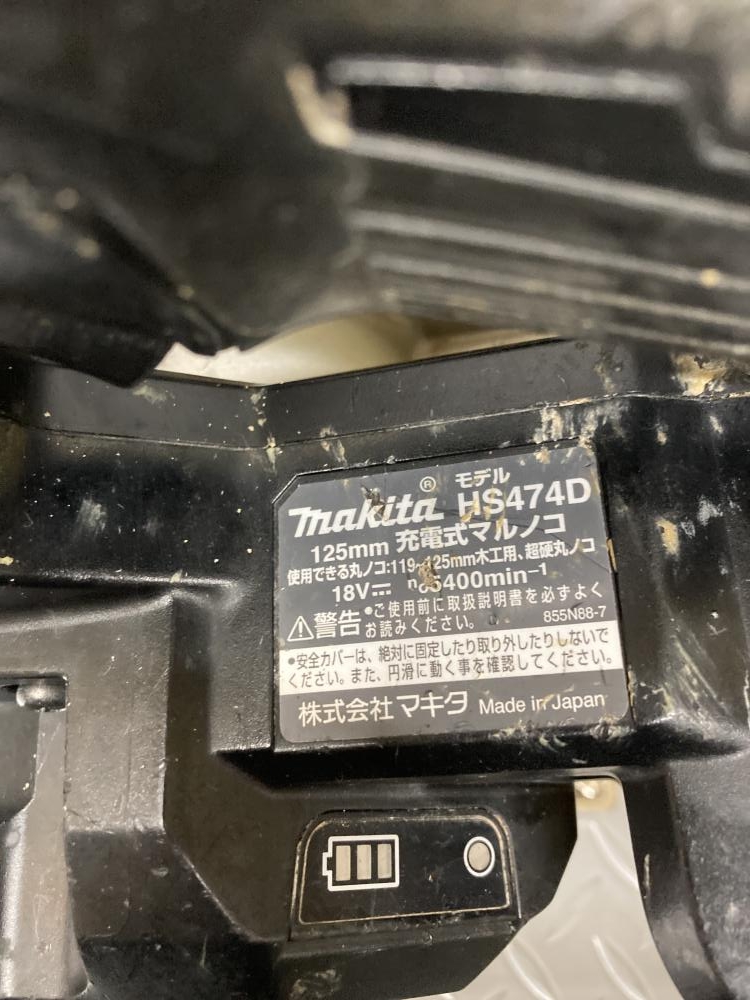 makita® モデル HS474D
125mm 充電式マルノコ
使用できる丸ノコ:119~125mm木工用、超硬丸ノコ
18V⎓ 5400min⁻¹
⚠警告 •ご使用前に取扱説明書を必ずよく
お読みください。 855N88-7
•安全カバーは、絶対に固定したり取り外したりしないで
ください。また、円滑に動く事を確認してください。
株式会社 マキタ Made in Japan